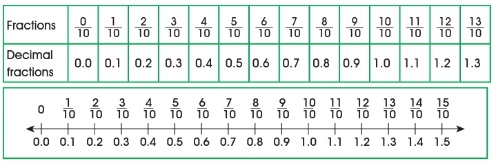 Fractions 0/10 1/10 2/10 3/10 4/10 5/10 6/10 7/10 8/10 9/10 10/10 11/10 12/10 13/10
Decimal fractions 0.0 0.1 0.2 0.3 0.4 0.5 0.6 0.7 0.8 0.9 1.0 1.1 1.2 1.3
0 1/10 2/10 3/10 4/10 5/10 6/10 7/10 8/10 9/10 10/10 11/10 12/10 13/10 14/10 15/10
0.0 0.1 0.2 0.3 0.4 0.5 0.6 0.7 0.8 0.9 1.0 1.1 1.2 1.3 1.4 1.5